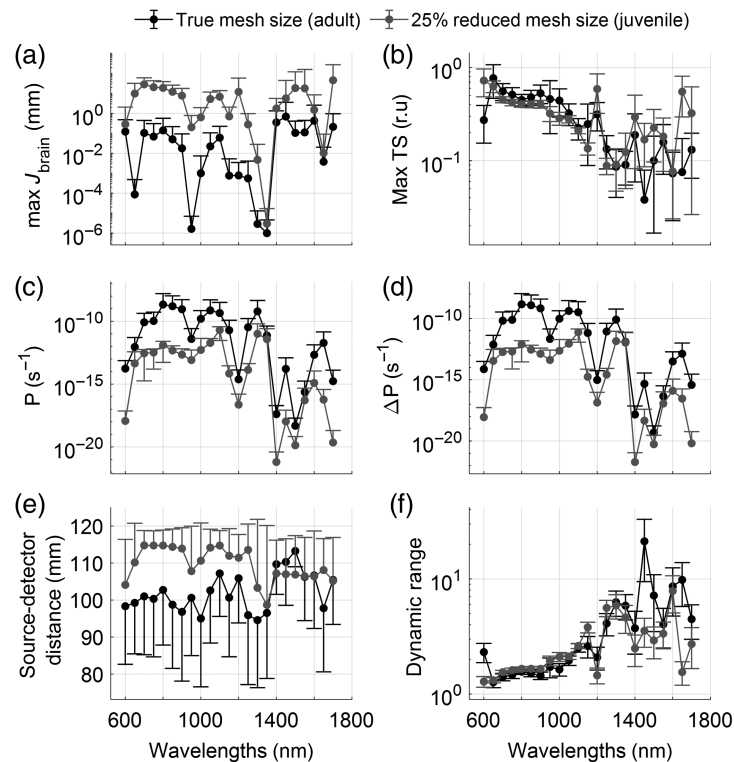 True mesh size (adult) 25% reduced mesh size (juvenile)
(a) (b)
max J_brain (mm)
10^0
10^-2
10^-4
10^-6
Max TS (r.u)
10^0
10^-1
(c) (d)
P (s^-1)
10^-10
10^-15
10^-20
ΔP (s^-1)
10^-10
10^-15
10^-20
(e) (f)
Source-detector
distance (mm)
120
110
100
90
80
600 1000 1400 1800
Wavelengths (nm)
Dynamic range
10^1
10^0
600 1000 1400 1800
Wavelengths (nm)